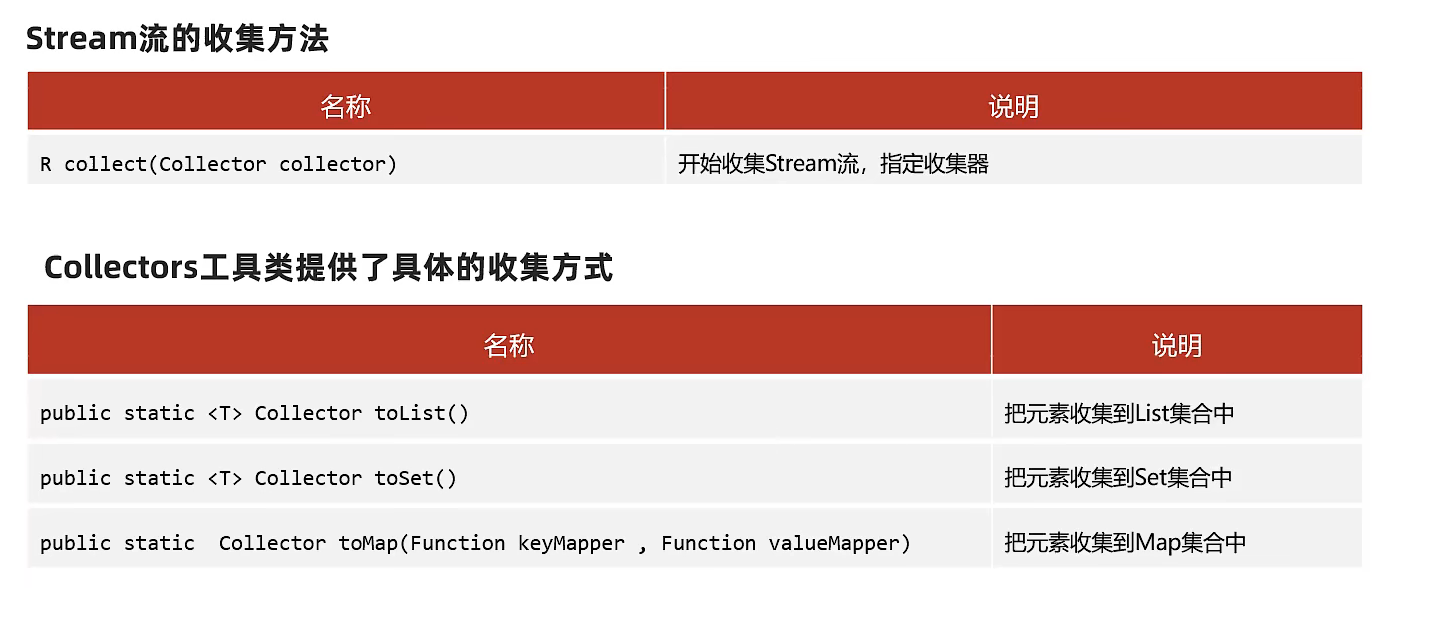 Stream流的收集方法
名称 说明
R collect(Collector collector) 开始收集Stream流，指定收集器
Collectors工具类提供了具体的收集方式
名称 说明
public static <T> Collector toList() 把元素收集到List集合中
public static <T> Collector toSet() 把元素收集到Set集合中
public static  Collector toMap(Function keyMapper , Function valueMapper) 把元素收集到Map集合中